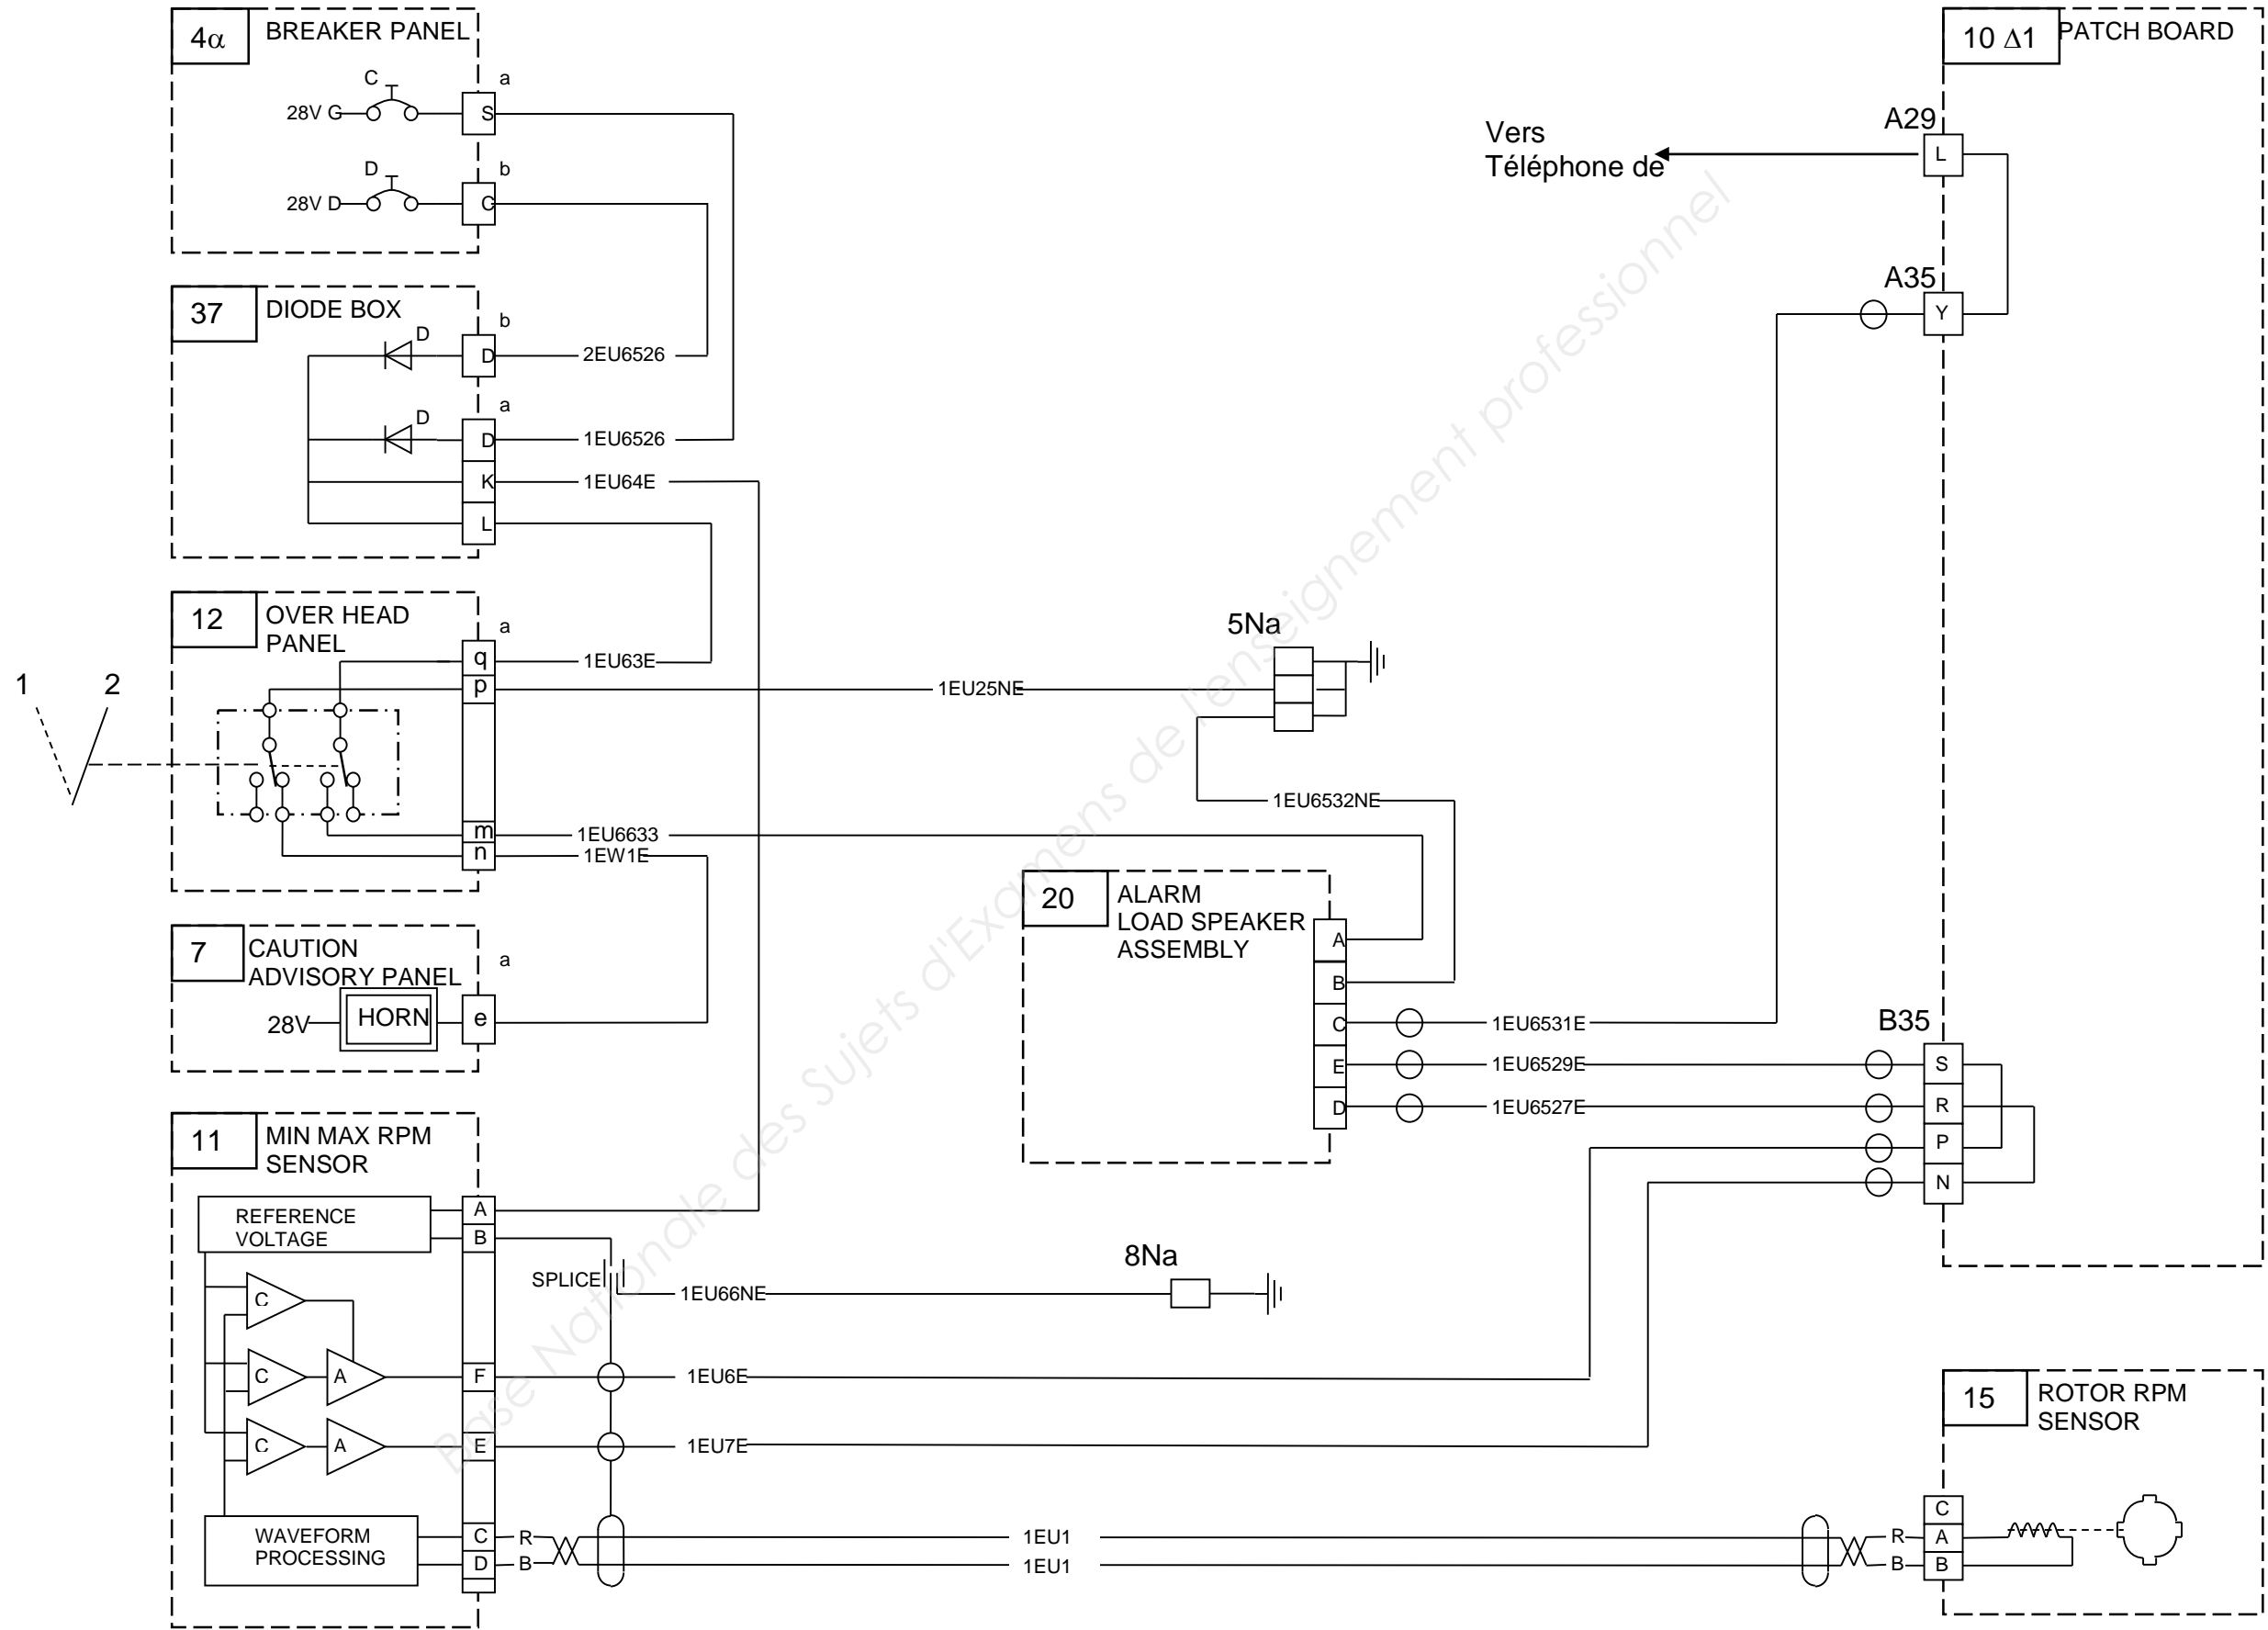 4α
BREAKER PANEL
C
a
28V G
S
D
b
28V D
C
37
DIODE BOX
D
b
D
2EU6526
D
a
D
1EU6526
K
1EU64E
L
12
OVER HEAD
PANEL
a
q
1EU63E
p
1EU25NE
1
2
m
1EU6633
n
1EW1E
7
CAUTION
ADVISORY PANEL
a
28V
HORN
e
11
MIN MAX RPM
SENSOR
REFERENCE
VOLTAGE
A
B
SPLICE
1EU66NE
8Na
C
C
A
F
1EU6E
C
A
E
1EU7E
WAVEFORM
PROCESSING
C
R
1EU1
D
B
1EU1
5Na
1EU6532NE
20
ALARM
LOAD SPEAKER
ASSEMBLY
A
B
C
1EU6531E
E
1EU6529E
D
1EU6527E
10 Δ1
PATCH BOARD
Vers
Téléphone de
A29
L
A35
Y
B35
S
R
P
N
15
ROTOR RPM
SENSOR
C
R
A
B
B
Base Nationale des Sujets d'Examens de l'enseignement professionnel